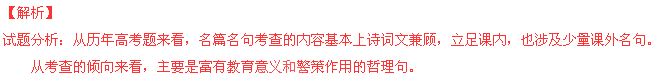 【解析】
试题分析：从历年高考题来看，名篇名句考查的内容基本上诗词文兼顾，立足课内，也涉及少量课外名句。
从考查的倾向来看，主要是富有教育意义和警策作用的哲理句。